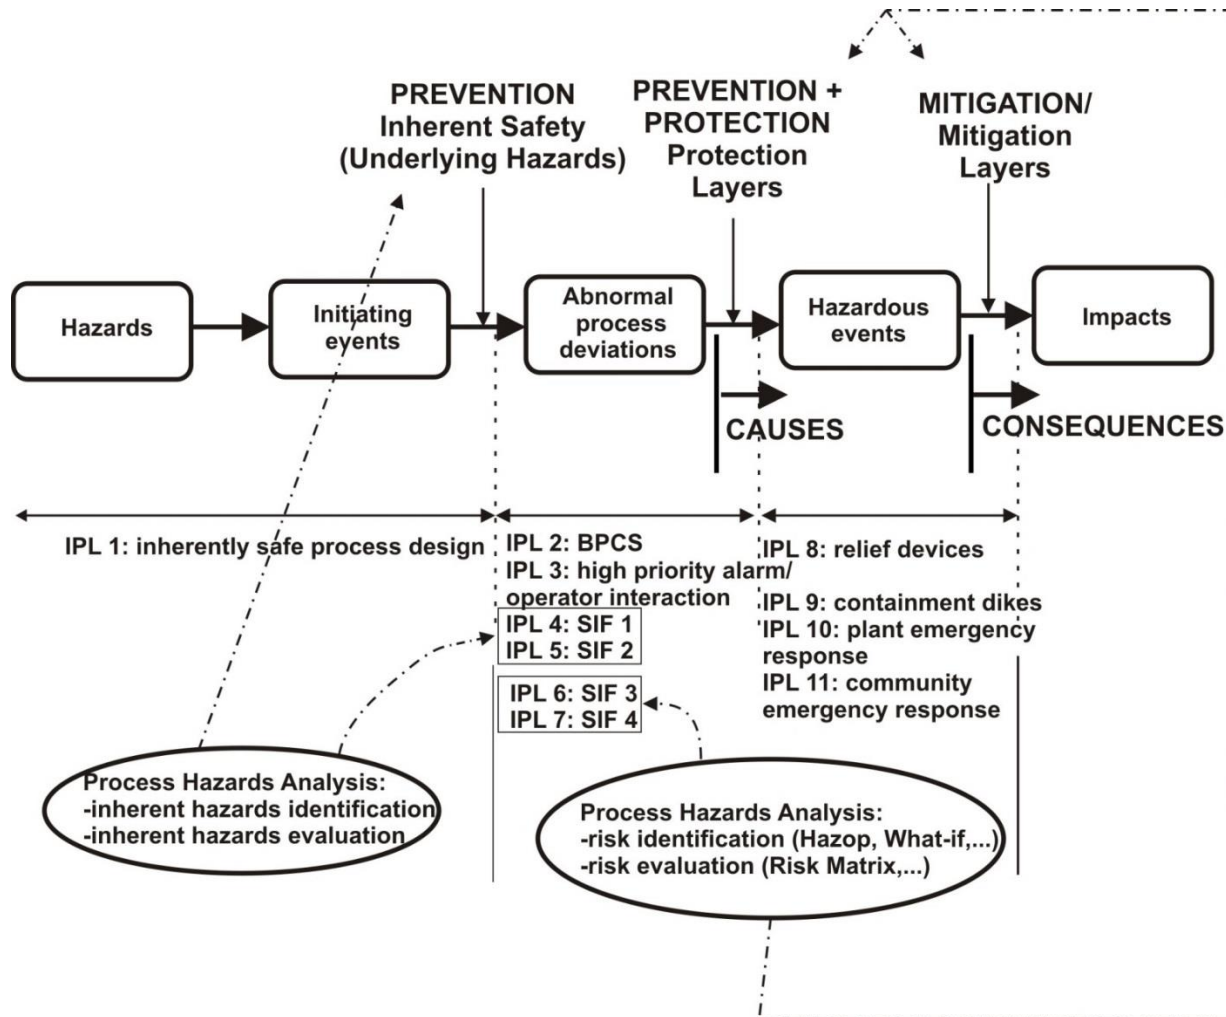 PREVENTION
Inherent Safety
(Underlying Hazards)
PREVENTION +
PROTECTION
Protection
Layers
MITIGATION/
Mitigation
Layers
Hazards
Initiating
events
Abnormal
process
deviations
Hazardous
events
Impacts
CAUSES
CONSEQUENCES
IPL 1: inherently safe process design
IPL 2: BPCS
IPL 3: high priority alarm/
operator interaction
IPL 4: SIF 1
IPL 5: SIF 2
IPL 6: SIF 3
IPL 7: SIF 4
IPL 8: relief devices
IPL 9: containment dikes
IPL 10: plant emergency
response
IPL 11: community
emergency response
Process Hazards Analysis:
-inherent hazards identification
-inherent hazards evaluation
Process Hazards Analysis:
-risk identification (Hazop, What-if,...)
-risk evaluation (Risk Matrix,...)